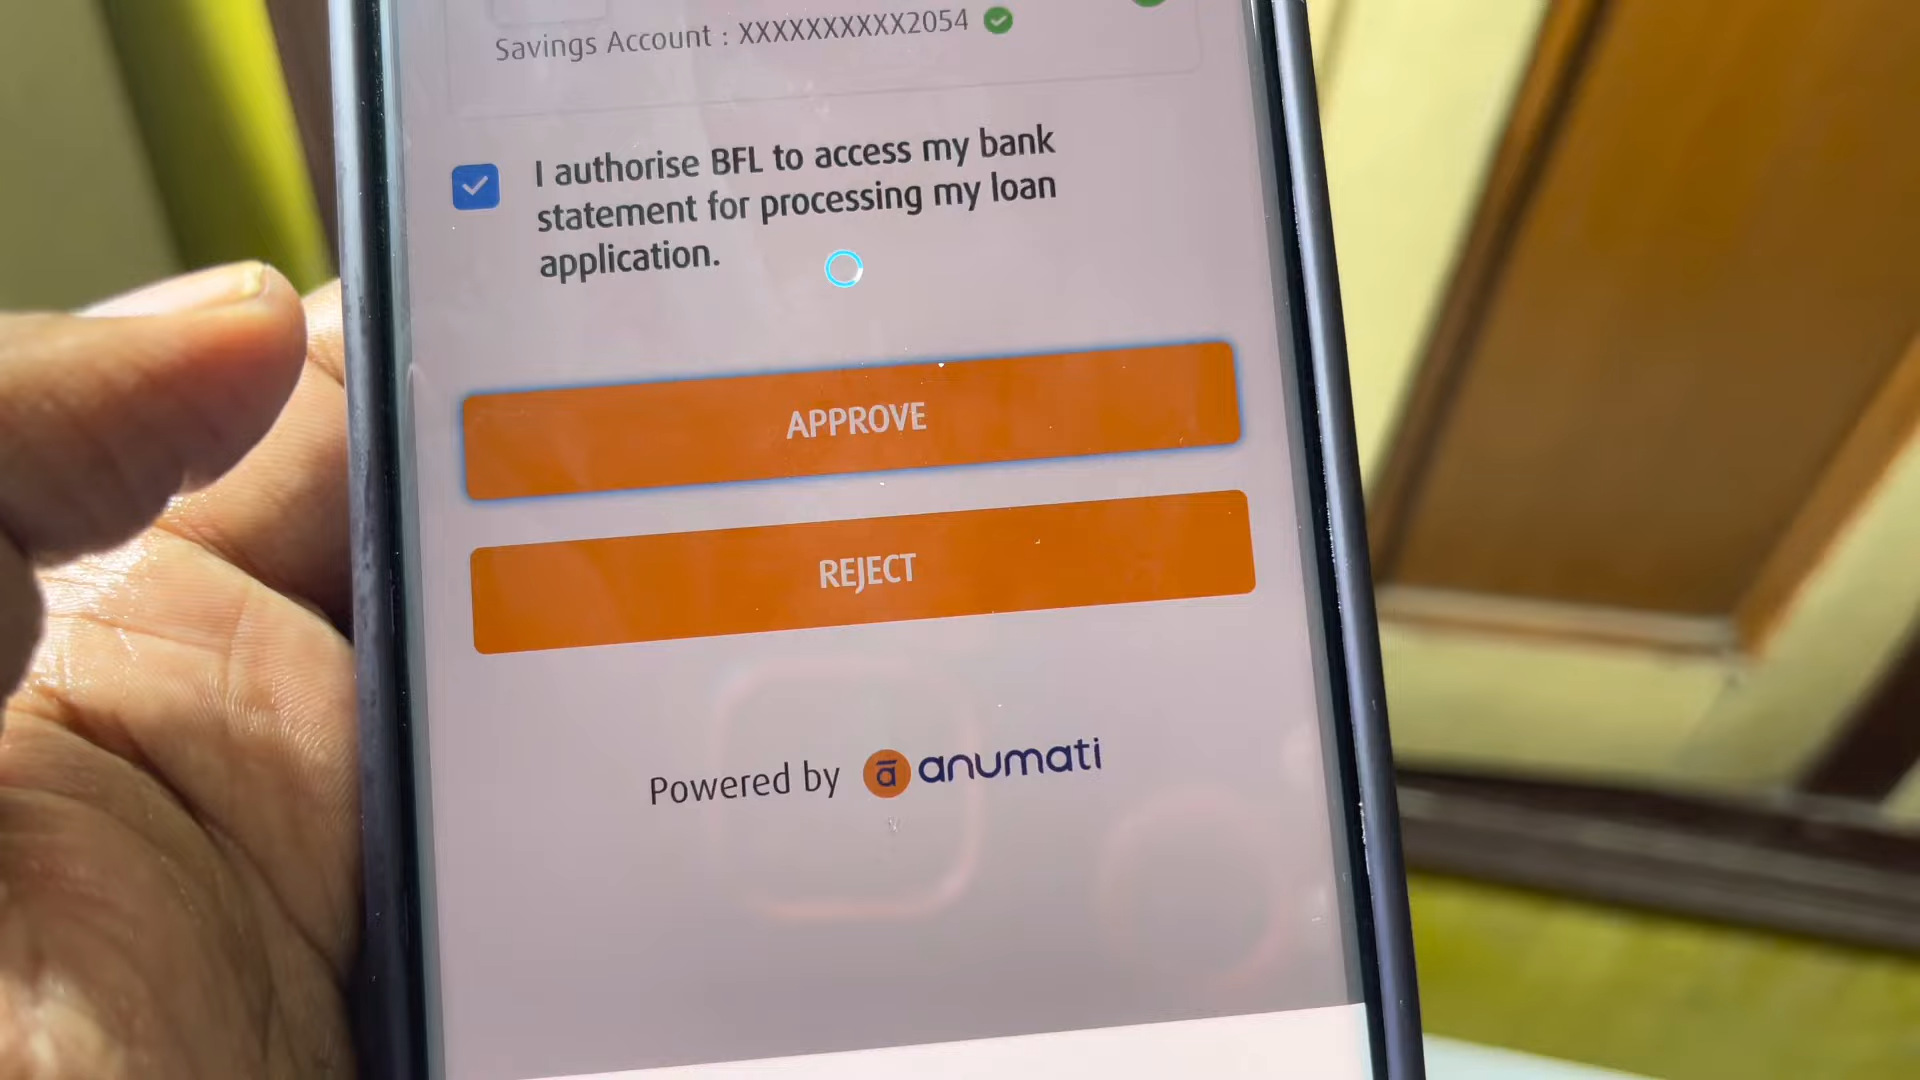 Savings Account : XXXXXXXXXX2054
I authorise BFL to access my bank
statement for processing my loan
application.
APPROVE
REJECT
Powered by ā anumati